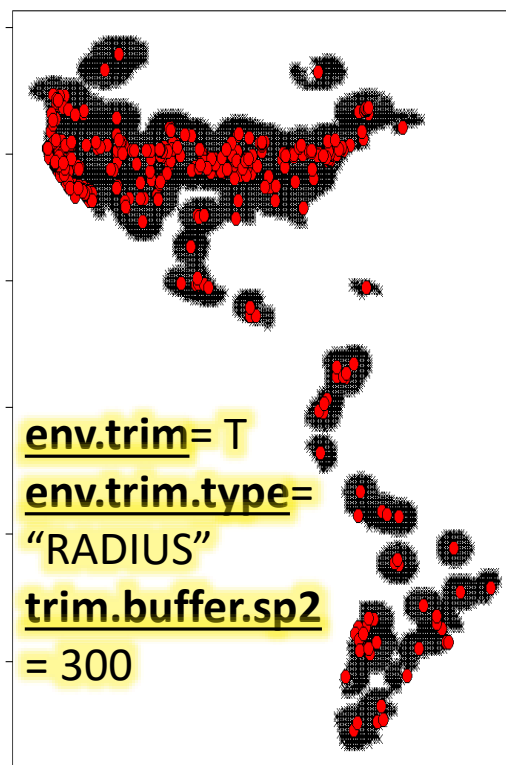 env.trim= T
env.trim.type=
“RADIUS”
trim.buffer.sp2
= 300